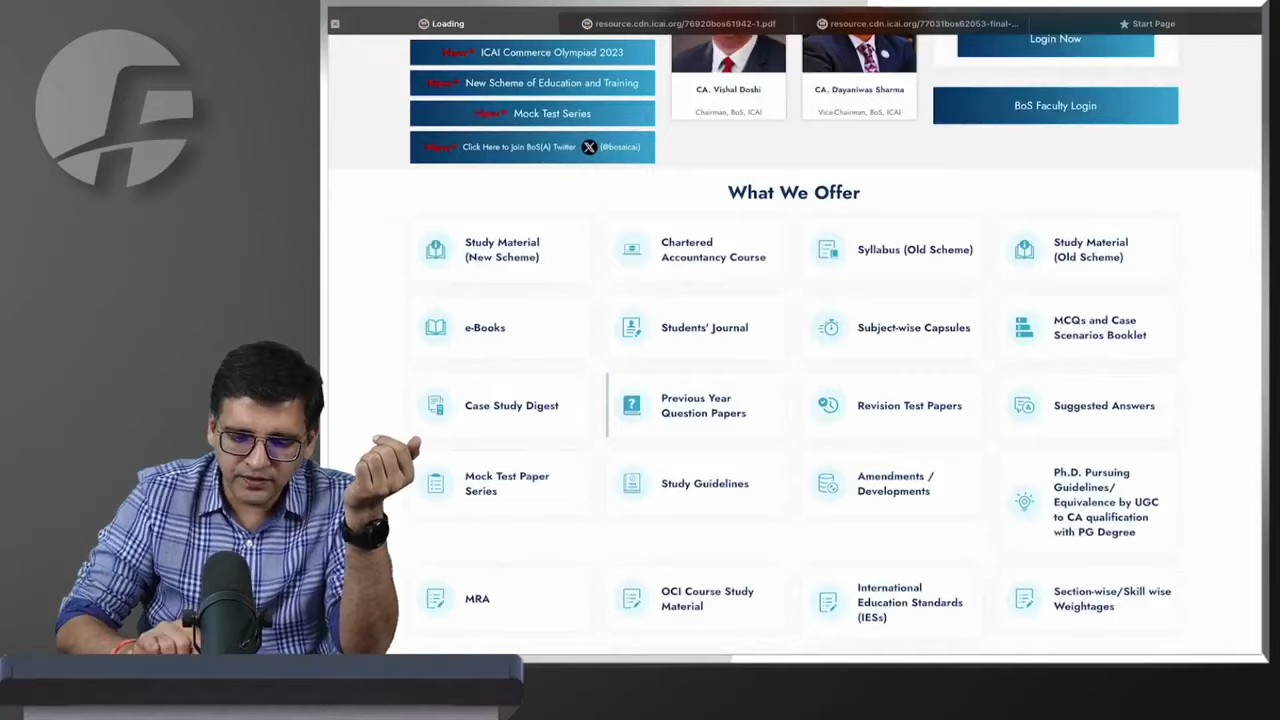 Loading
resource.cdn.icai.org/76920bos61942-1.pdf
resource.cdn.icai.org/77031bos62053-final-...
Start Page
New* ICAI Commerce Olympiad 2023
New* New Scheme of Education and Training
New* Mock Test Series
New* Click Here to Join BoS(A) Twitter X (@bosaicai)
CA. Vishal Doshi
Chairman, BoS, ICAI
CA. Dayaniwas Sharma
Vice-Chairman, BoS, ICAI
Login Now
BoS Faculty Login
What We Offer
Study Material
(New Scheme)
Chartered
Accountancy Course
Syllabus (Old Scheme)
Study Material
(Old Scheme)
e-Books
Students' Journal
Subject-wise Capsules
MCQs and Case
Scenarios Booklet
Case Study Digest
Previous Year
Question Papers
Revision Test Papers
Suggested Answers
Mock Test Paper
Series
Study Guidelines
Amendments /
Developments
Ph.D. Pursuing
Guidelines/
Equivalence by UGC
to CA qualification
with PG Degree
MRA
OCI Course Study
Material
International
Education Standards
(IESs)
Section-wise/Skill wise
Weightages